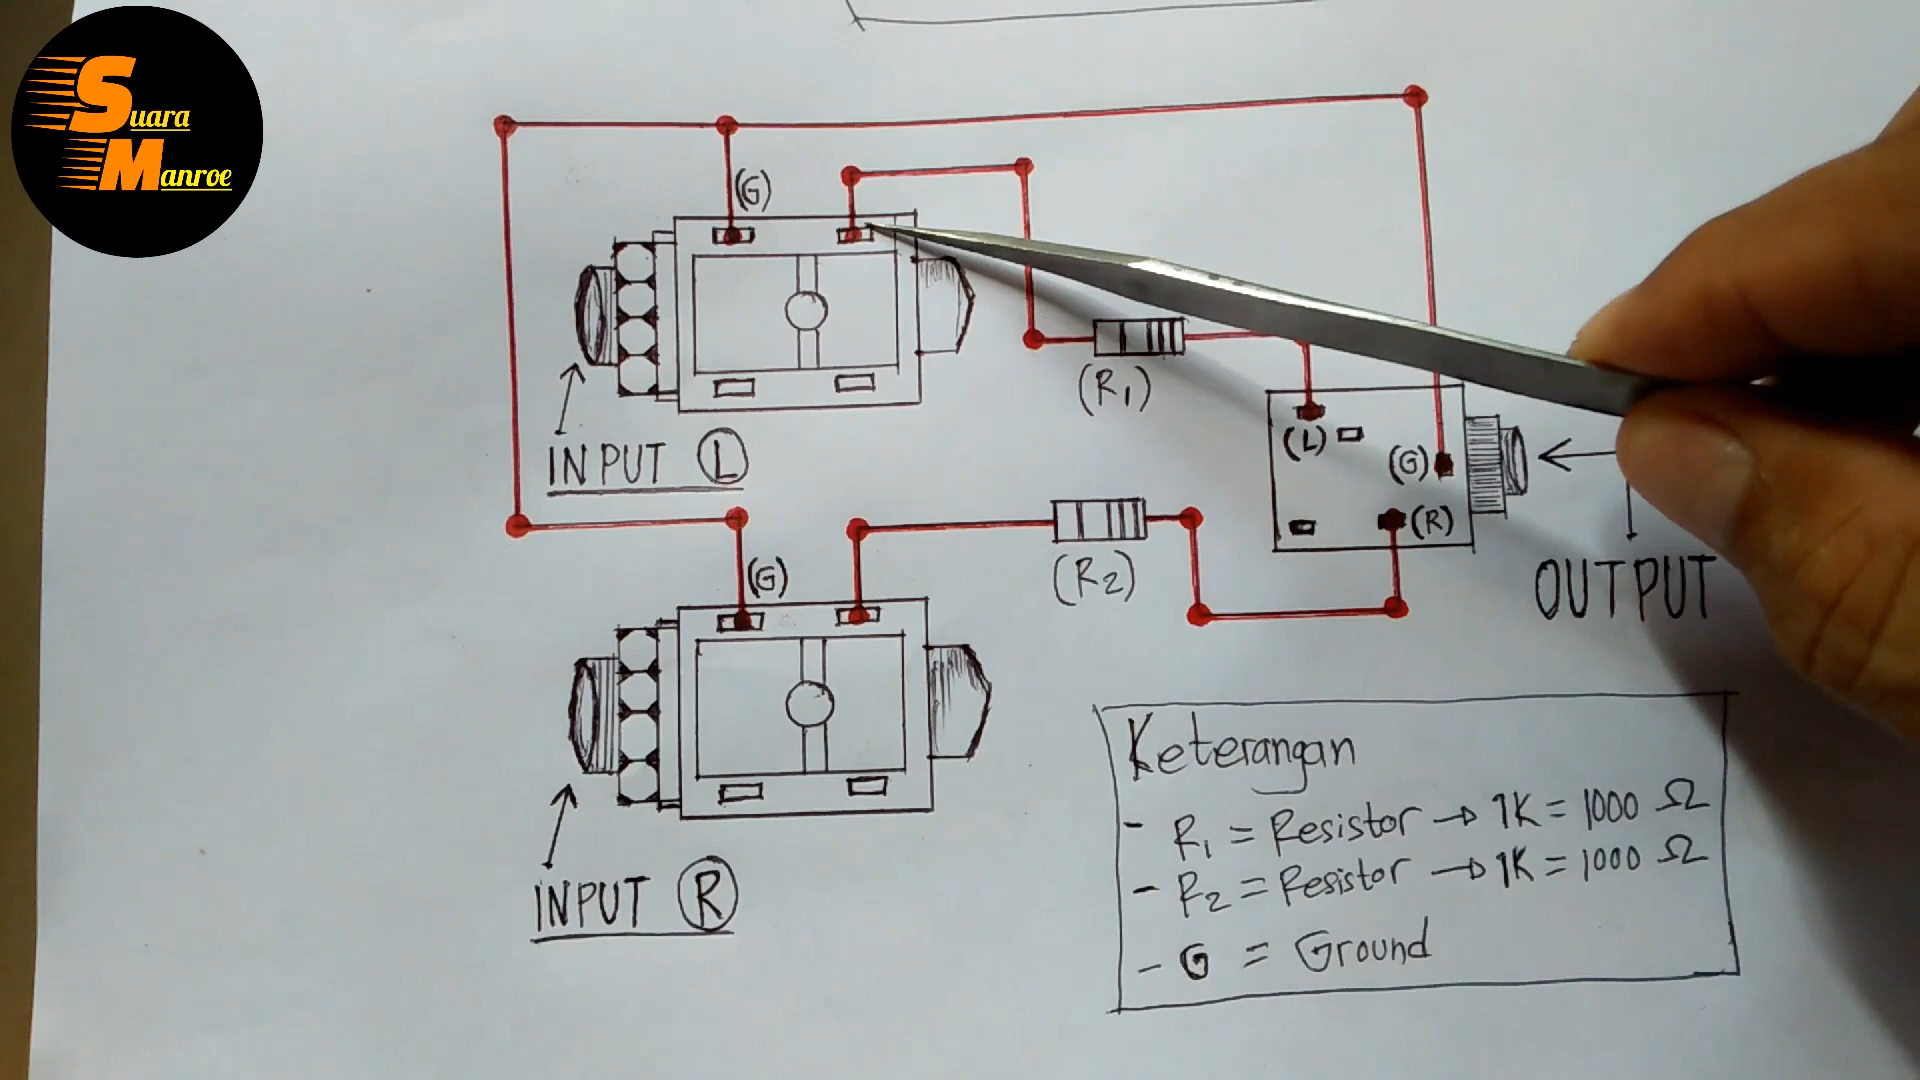 Suara
Manroe
(G)
(R1)
(L)
(G)
(R)
INPUT L
(G)
(R2)
OUTPUT
INPUT R
Keterangan
- R1 = Resistor → 1K = 1000 Ω
- R2 = Resistor → 1K = 1000 Ω
- G = Ground